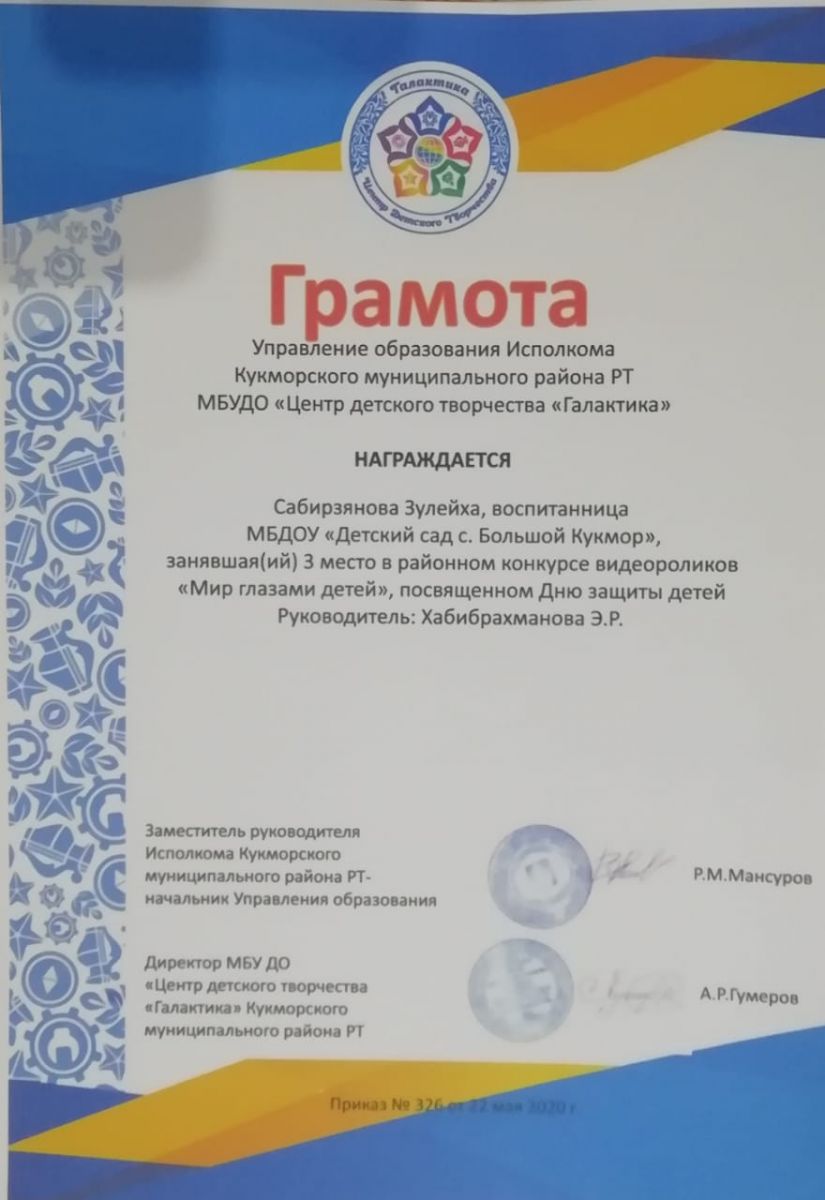 Галактика
Центр Детского Творчества
Грамота
Управление образования Исполкома
Кукморского муниципального района РТ
МБУДО «Центр детского творчества «Галактика»
НАГРАЖДАЕТСЯ
Сабирзянова Зулейха, воспитанница
МБДОУ «Детский сад с. Большой Кукмор»,
занявшая(ий) 3 место в районном конкурсе видеороликов
«Мир глазами детей», посвященном Дню защиты детей
Руководитель: Хабибрахманова Э.Р.
Заместитель руководителя
Исполкома Кукморского
муниципального района РТ-
начальник Управления образования
Р.М.Мансуров
Директор МБУ ДО
«Центр детского творчества
«Галактика» Кукморского
муниципального района РТ
А.Р.Гумеров
Приказ № 326 от 22 мая 2020 г